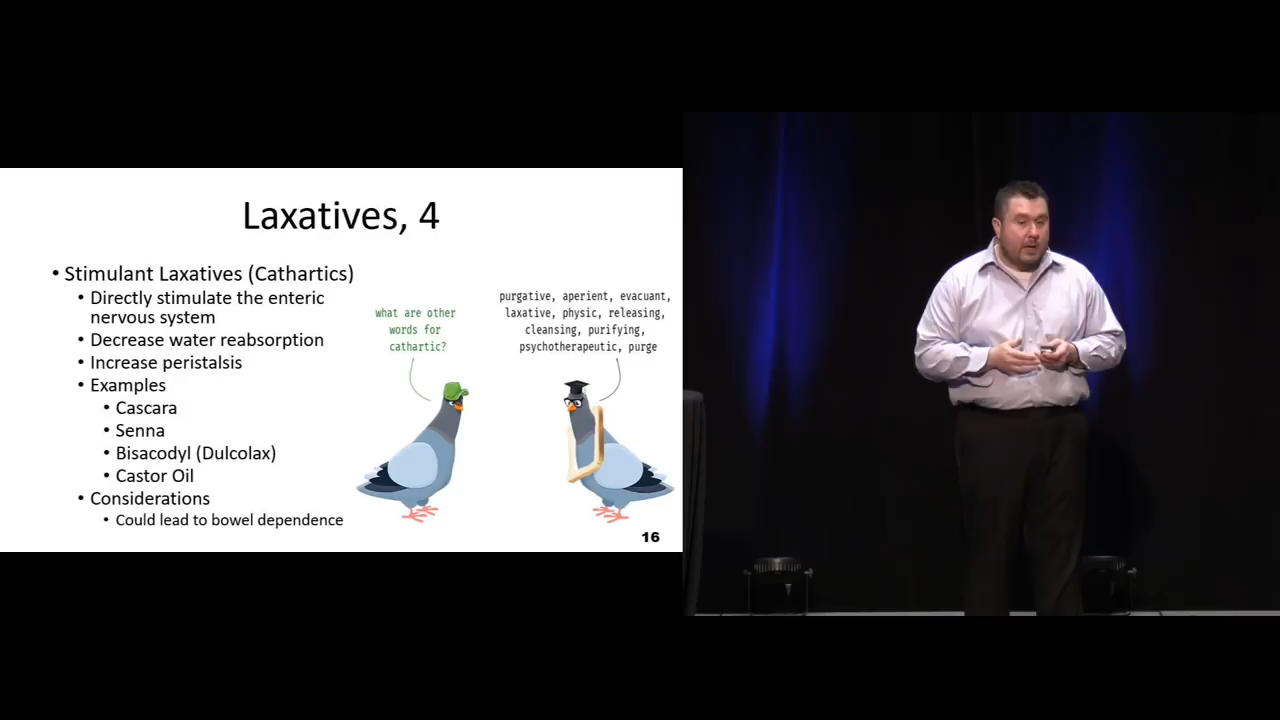 Laxatives, 4
• Stimulant Laxatives (Cathartics)
• Directly stimulate the enteric
nervous system
• Decrease water reabsorption
• Increase peristalsis
• Examples
• Cascara
• Senna
• Bisacodyl (Dulcolax)
• Castor Oil
• Considerations
• Could lead to bowel dependence
what are other
words for
cathartic?
purgative, aperient, evacuant,
laxative, physic, releasing,
cleansing, purifying,
psychotherapeutic, purge
16